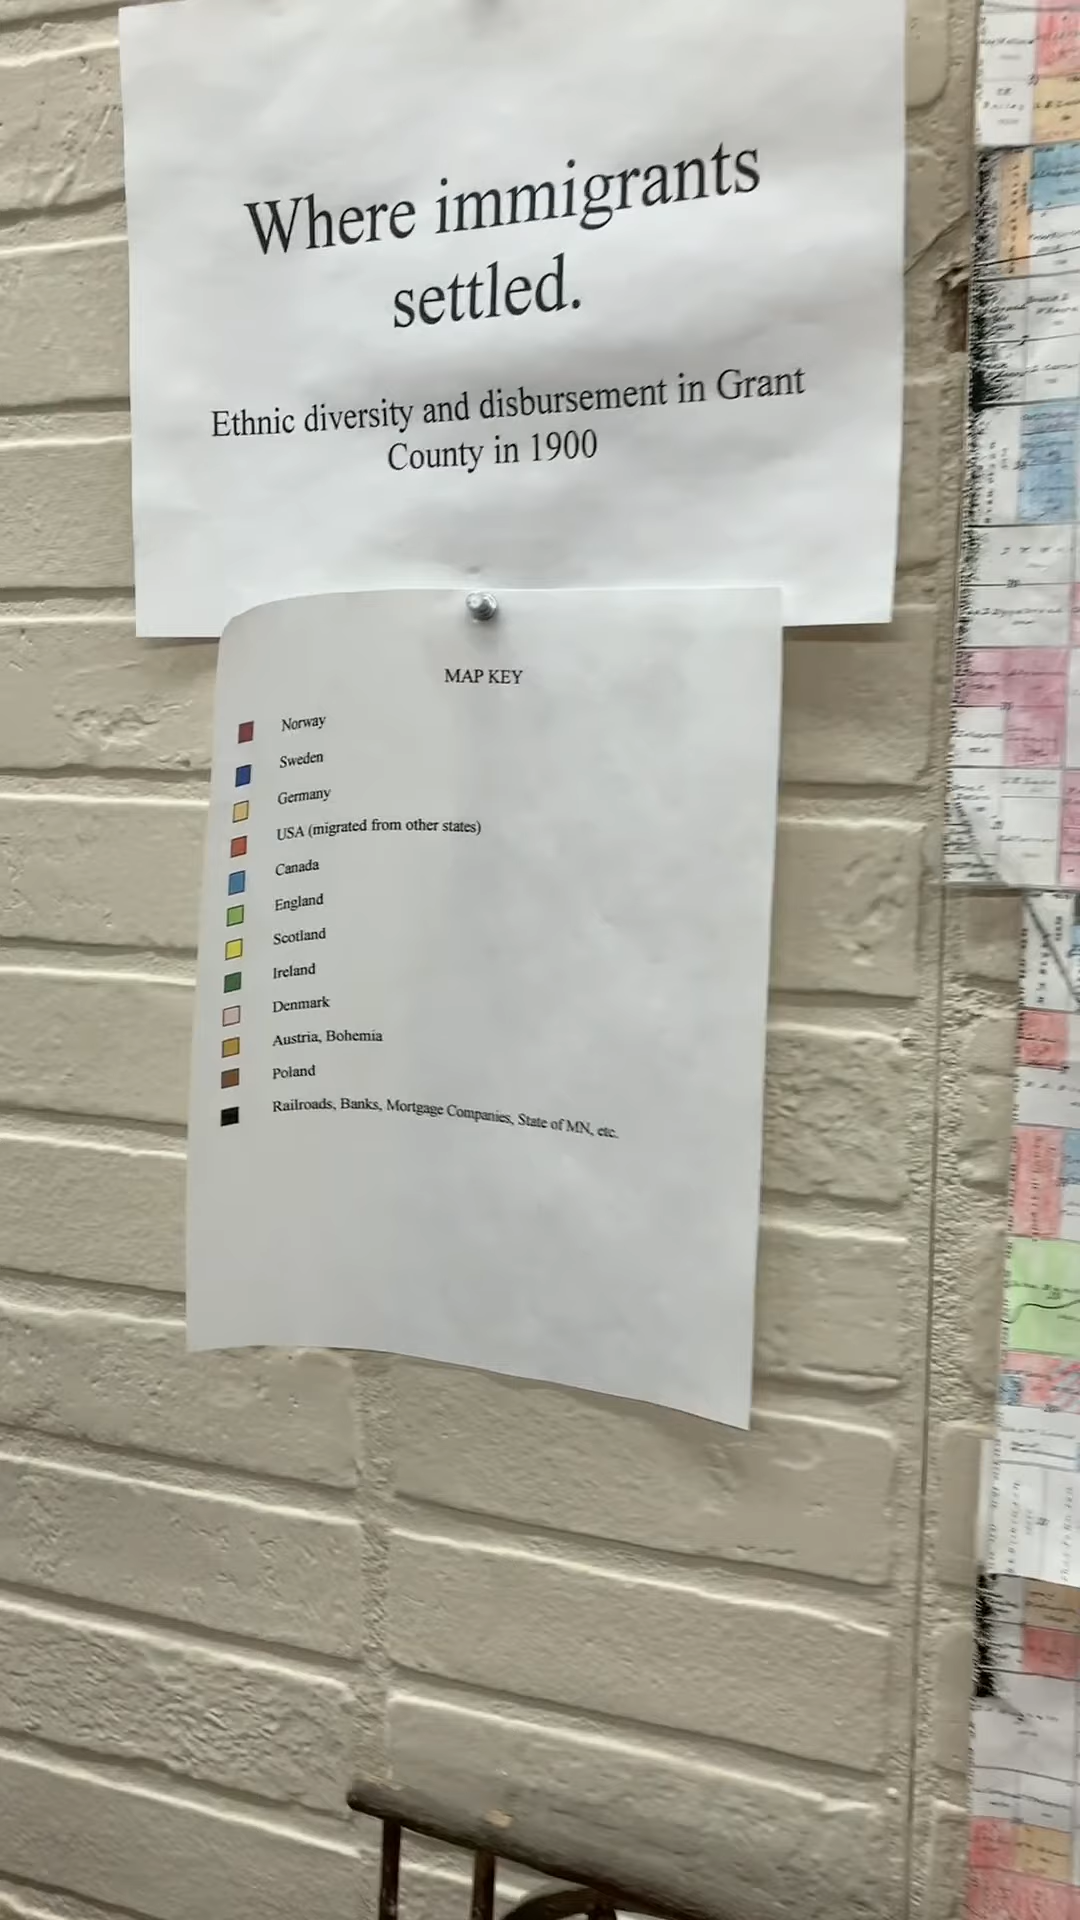 Where immigrants
settled.
Ethnic diversity and disbursement in Grant
County in 1900
MAP KEY
Norway
Sweden
Germany
USA (migrated from other states)
Canada
England
Scotland
Ireland
Denmark
Austria, Bohemia
Poland
Railroads, Banks, Mortgage Companies, State of MN, etc.